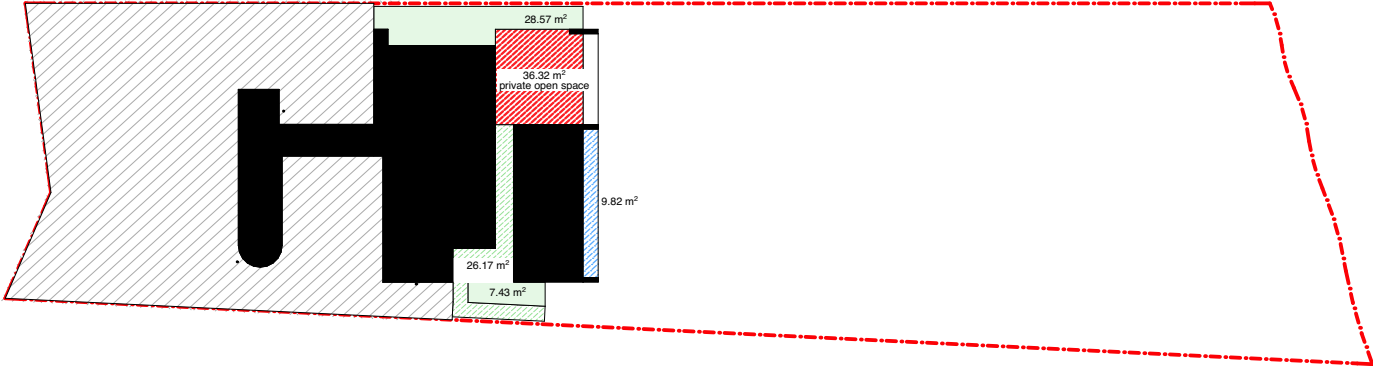 28.57 m²
36.32 m²
private open space
9.82 m²
26.17 m²
7.43 m²